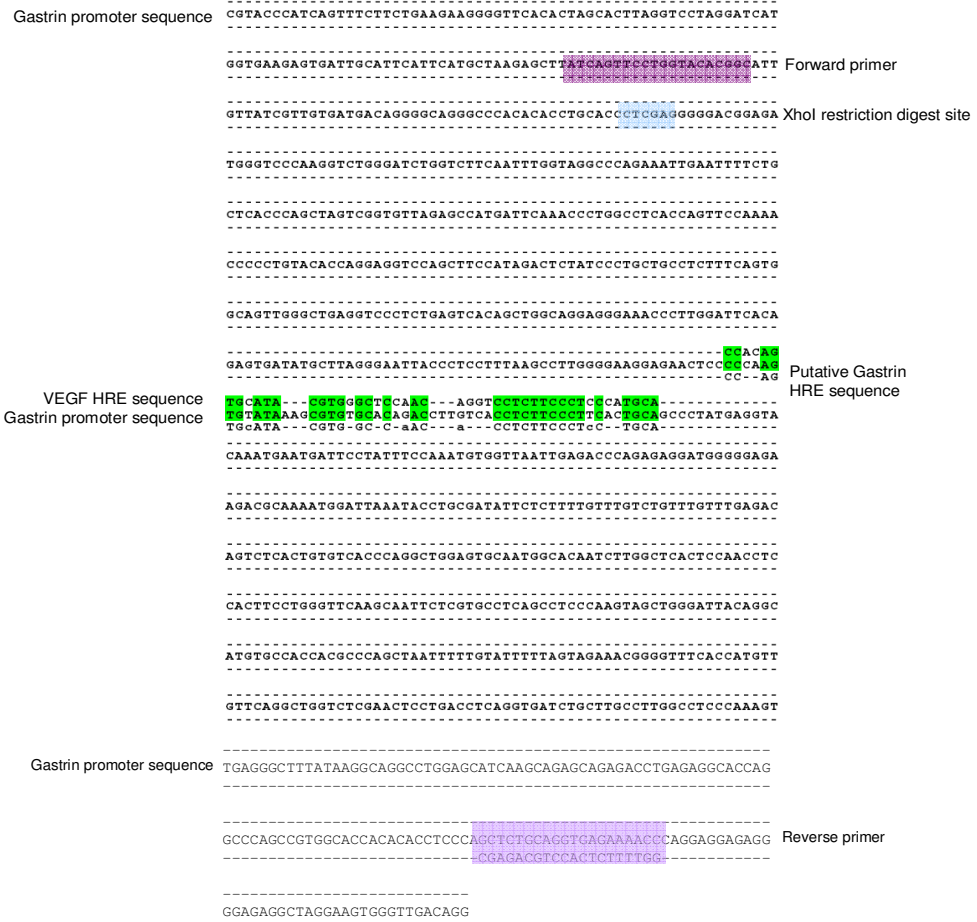 Gastrin promoter sequence CGTACCCATCAGTTTCTTCTGAAGAAGGGGTTCACACTAGCACTTAGGTCCTAGGATCAT
GGTGAAGAGTGATTGCATTCATTCATGCTAAGAGCTTATCAGTTCCTGGTACACGGCATT Forward primer
GTTATCGTTGTGATGACAGGGGCAGGGCCCACACACCTGCACCCTCGAGGGGGACGGAGA XhoI restriction digest site
TGGGTCCCAAGGTCTGGGATCTGGTCTTCAATTTGGTAGGCCCAGAAATTGAATTTTCTG
CTCACCCAGCTAGTCGGTGTTAGAGCCATGATTCAAACCCTGGCCTCACCAGTTCCAAAA
CCCCCTGTACACCAGGAGGTCCAGCTTCCATAGACTCTATCCCTGCTGCCTCTTTCAGTG
GCAGTTGGGCTGAGGTCCCTCTGAGTCACAGCTGGCAGGAGGGAAACCCTTGGATTCACA
------------------------------------------------------CCACAG
GAGTGATATGCTTAGGGAATTACCCTCCTTTAAGCCTTGGGGAAGGAGAACTCCCCCAAG
------------------------------------------------------CC--AG
Putative Gastrin
HRE sequence
VEGF HRE sequence TGCATA---CGTGGGCTCCAAC---AGGTCCTCTTCCCTCCCATGCA-------------
Gastrin promoter sequence TGTATAAAGCGTGTGCACAGACCTTGTCACCTCTTCCCTTCACTGCAGCCCTATGAGGTA
TGcATA---CGTG-GC-C-aAC---a---CCTCTTCCCTcC--TGCA-------------
CAAATGAATGATTCCTATTTCCAAATGTGGTTAATTGAGACCCAGAGAGGATGGGGGAGA
AGACGCAAAATGGATTAAATACCTGCGATATTCTCTTTTGTTTGTCTGTTTGTTTGAGAC
AGTCTCACTGTGTCACCCAGGCTGGAGTGCAATGGCACAATCTTGGCTCACTCCAACCTC
CACTTCCTGGGTTCAAGCAATTCTCGTGCCTCAGCCTCCCAAGTAGCTGGGATTACAGGC
ATGTGCCACCACGCCCAGCTAATTTTTGTATTTTTAGTAGAAACGGGGTTTCACCATGTT
GTTCAGGCTGGTCTCGAACTCCTGACCTCAGGTGATCTGCTTGCCTTGGCCTCCCAAAGT
Gastrin promoter sequence TGAGGGCTTTATAAGGCAGGCCTGGAGCATCAAGCAGAGCAGAGACCTGAGAGGCACCAG
GCCCAGCCGTGGCACCACACACCTCCCAGCTCTGCAGGTGAGAAAACCCAGGAGGAGAGG Reverse primer
----------------------------CGAGACGTCCACTCTTTTGG------------
GGAGAGGCTAGGAAGTGGGTTGACAGG